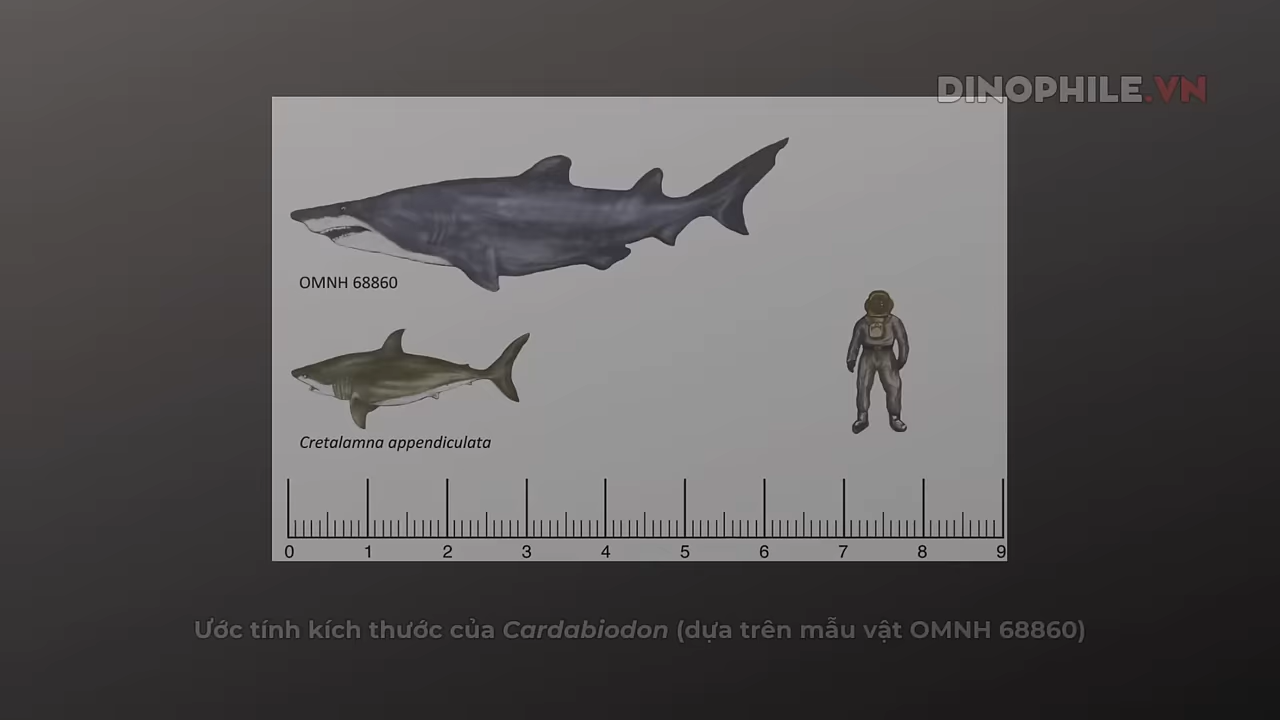 DINOPHILE.VN
OMNH 68860
Cretalamna appendiculata
0 1 2 3 4 5 6 7 8 9
Ước tính kích thước của Cardabiodon (dựa trên mẫu vật OMNH 68860)